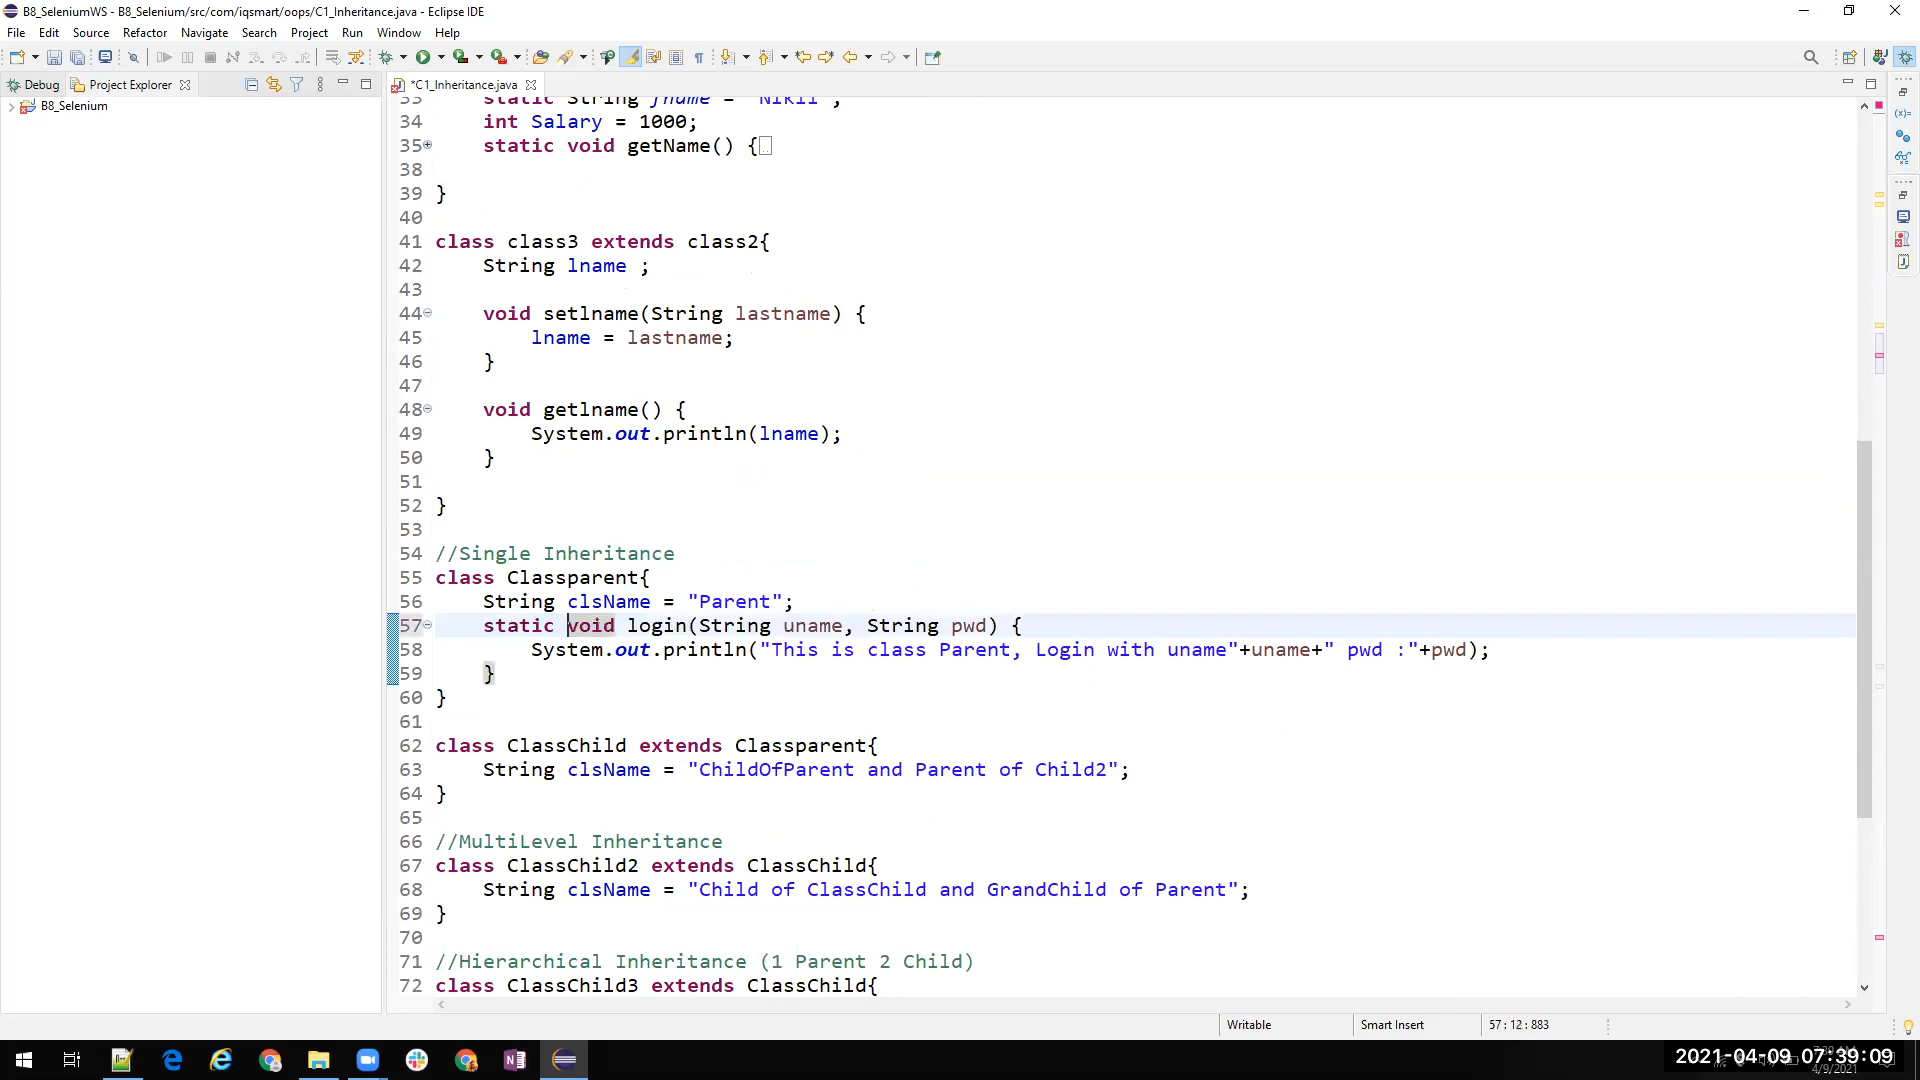 B8_SeleniumWS - B8_Selenium/src/com/iqsmart/oops/C1_Inheritance.java - Eclipse IDE
File Edit Source Refactor Navigate Search Project Run Window Help
Debug Project Explorer
*C1_Inheritance.java
B8_Selenium
33 static String fname = "Nikil";
34 int Salary = 1000;
35 static void getName() {
38
39 }
40
41 class class3 extends class2{
42 String lname ;
43
44 void setlname(String lastname) {
45 lname = lastname;
46 }
47
48 void getlname() {
49 System.out.println(lname);
50 }
51
52 }
53
54 //Single Inheritance
55 class Classparent{
56 String clsName = "Parent";
57 static void login(String uname, String pwd) {
58 System.out.println("This is class Parent, Login with uname"+uname+" pwd :"+pwd);
59 }
60 }
61
62 class ClassChild extends Classparent{
63 String clsName = "ChildOfParent and Parent of Child2";
64 }
65
66 //MultiLevel Inheritance
67 class ClassChild2 extends ClassChild{
68 String clsName = "Child of ClassChild and GrandChild of Parent";
69 }
70
71 //Hierarchical Inheritance (1 Parent 2 Child)
72 class ClassChild3 extends ClassChild{
Writable Smart Insert 57 : 12 : 883
2021-04-09 07:39:09
4/9/2021